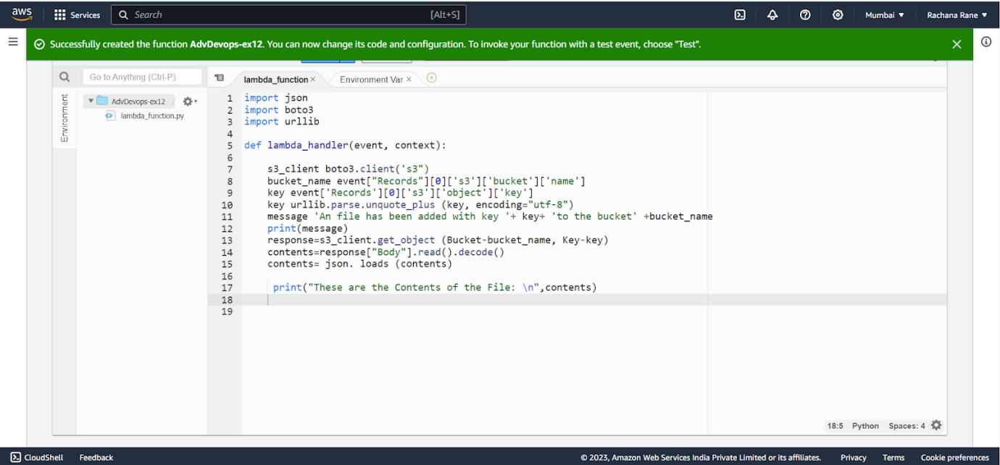 aws Services Search [Alt+S] Mumbai ▼ Rachana Rane ▼
Successfully created the function AdvDevops-ex12. You can now change its code and configuration. To invoke your function with a test event, choose "Test".
Go to Anything (Ctrl-P) lambda_function × Environment Var ×
Environment
AdvDevops-ex12 /
lambda_function.py
1 import json
2 import boto3
3 import urllib
4
5 def lambda_handler(event, context):
6
7 s3_client boto3.client('s3")
8 bucket_name event["Records"][0]['s3']['bucket']['name']
9 key event['Records'][0]['s3']['object']['key']
10 key urllib.parse.unquote_plus (key, encoding="utf-8")
11 message 'An file has been added with key '+ key+ 'to the bucket' +bucket_name
12 print(message)
13 response=s3_client.get_object (Bucket-bucket_name, Key-key)
14 contents=response["Body"].read().decode()
15 contents= json. loads (contents)
16
17 print("These are the Contents of the File: \n",contents)
18
19
18:5 Python Spaces: 4
CloudShell Feedback © 2023, Amazon Web Services India Private Limited or its affiliates. Privacy Terms Cookie preferences